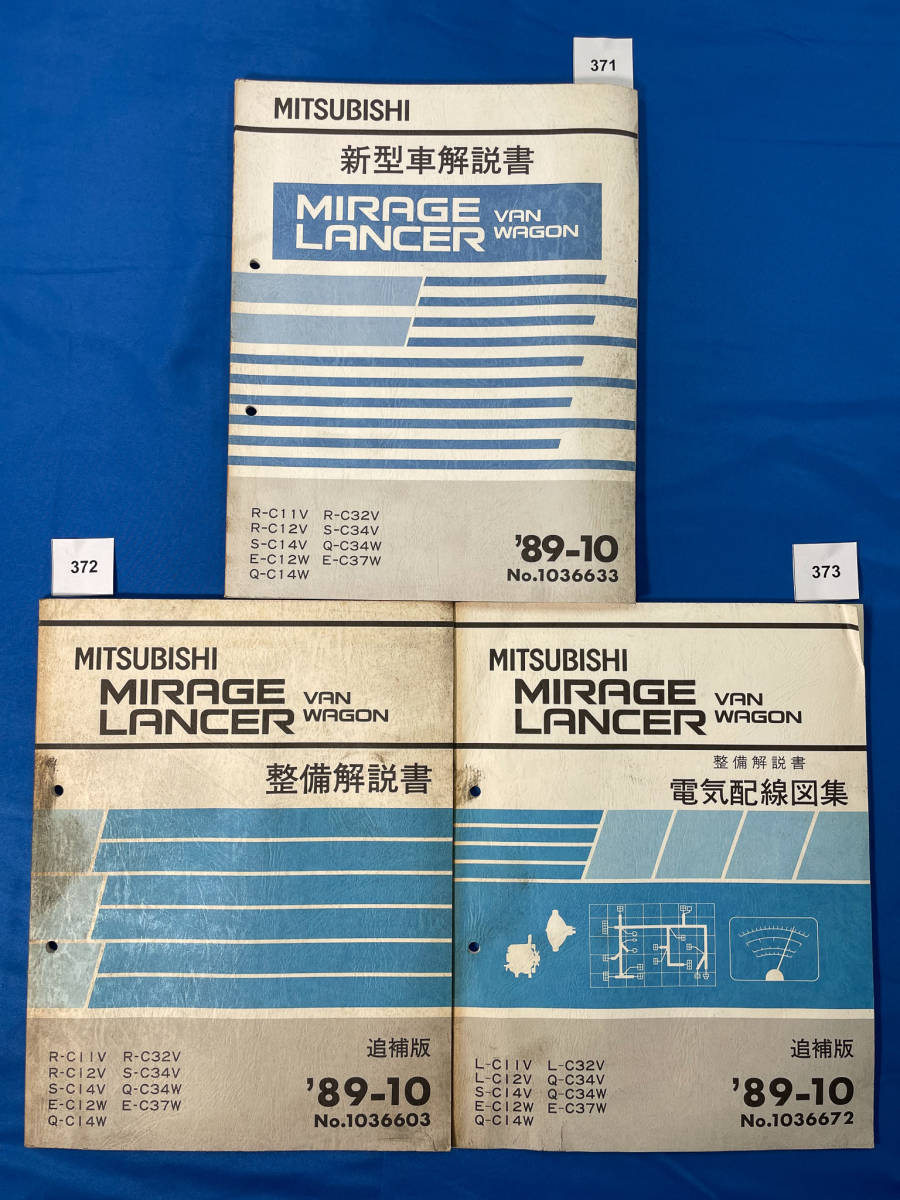 371
MITSUBISHI
新型車解説書
MIRAGE VAN
LANCER WAGON
R-C11V R-C32V
R-C12V S-C34V
S-C14V Q-C34W
E-C12W E-C37W
Q-C14W
'89-10
No.1036633
372
MITSUBISHI
MIRAGE VAN
LANCER WAGON
整備解説書
追補版
R-C11V R-C32V
R-C12V S-C34V
S-C14V Q-C34W
E-C12W E-C37W
Q-C14W
'89-10
No.1036603
373
MITSUBISHI
MIRAGE VAN
LANCER WAGON
整備解説書
電気配線図集
追補版
L-C11V L-C32V
L-C12V Q-C34V
S-C14V Q-C34W
E-C12W E-C37W
Q-C14W
'89-10
No.1036672